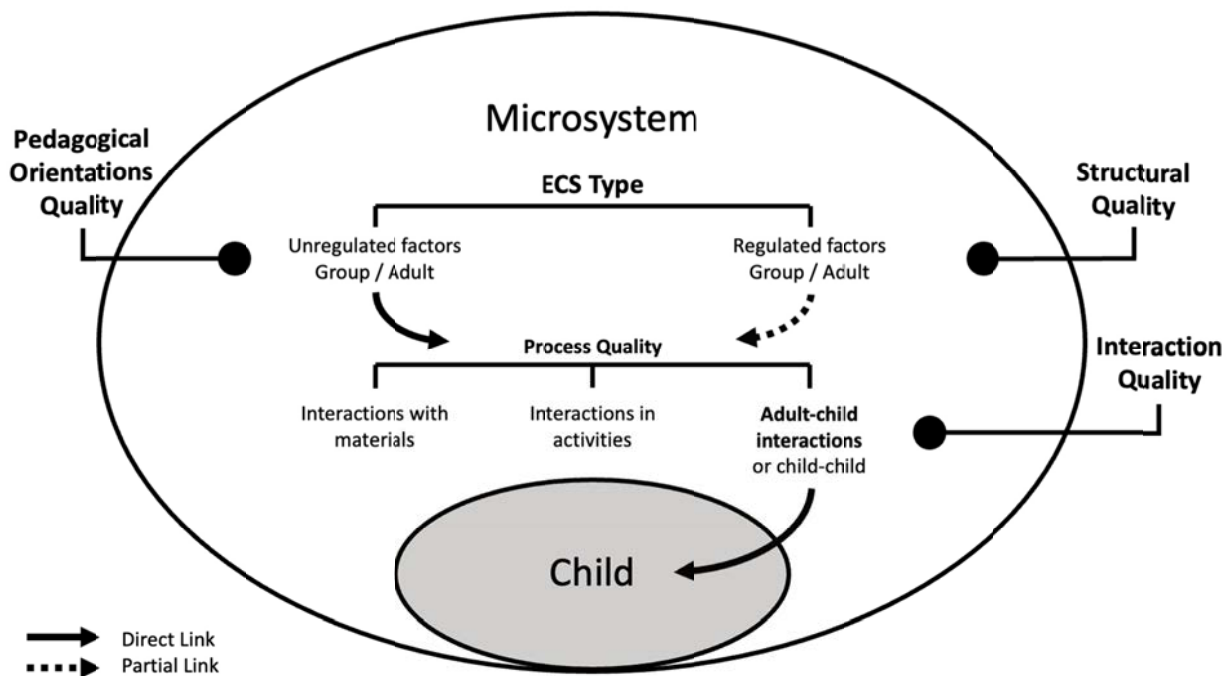 Microsystem
Pedagogical
Orientations
Quality
ECS Type
Structural
Quality
Unregulated factors
Group / Adult
Regulated factors
Group / Adult
Process Quality
Interaction
Quality
Interactions with
materials
Interactions in
activities
Adult-child
interactions
or child-child
Child
Direct Link
Partial Link